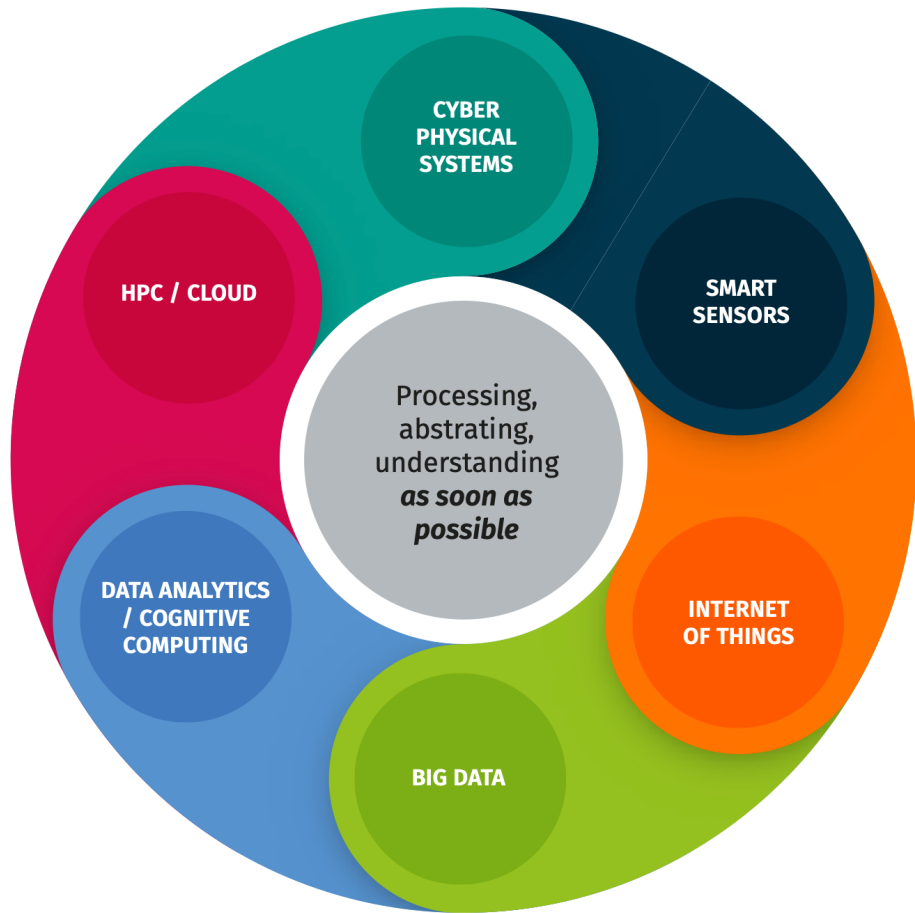 CYBER
PHYSICAL
SYSTEMS
SMART
SENSORS
INTERNET
OF THINGS
BIG DATA
DATA ANALYTICS
/ COGNITIVE
COMPUTING
HPC / CLOUD
Processing,
abstrating,
understanding
as soon as
possible